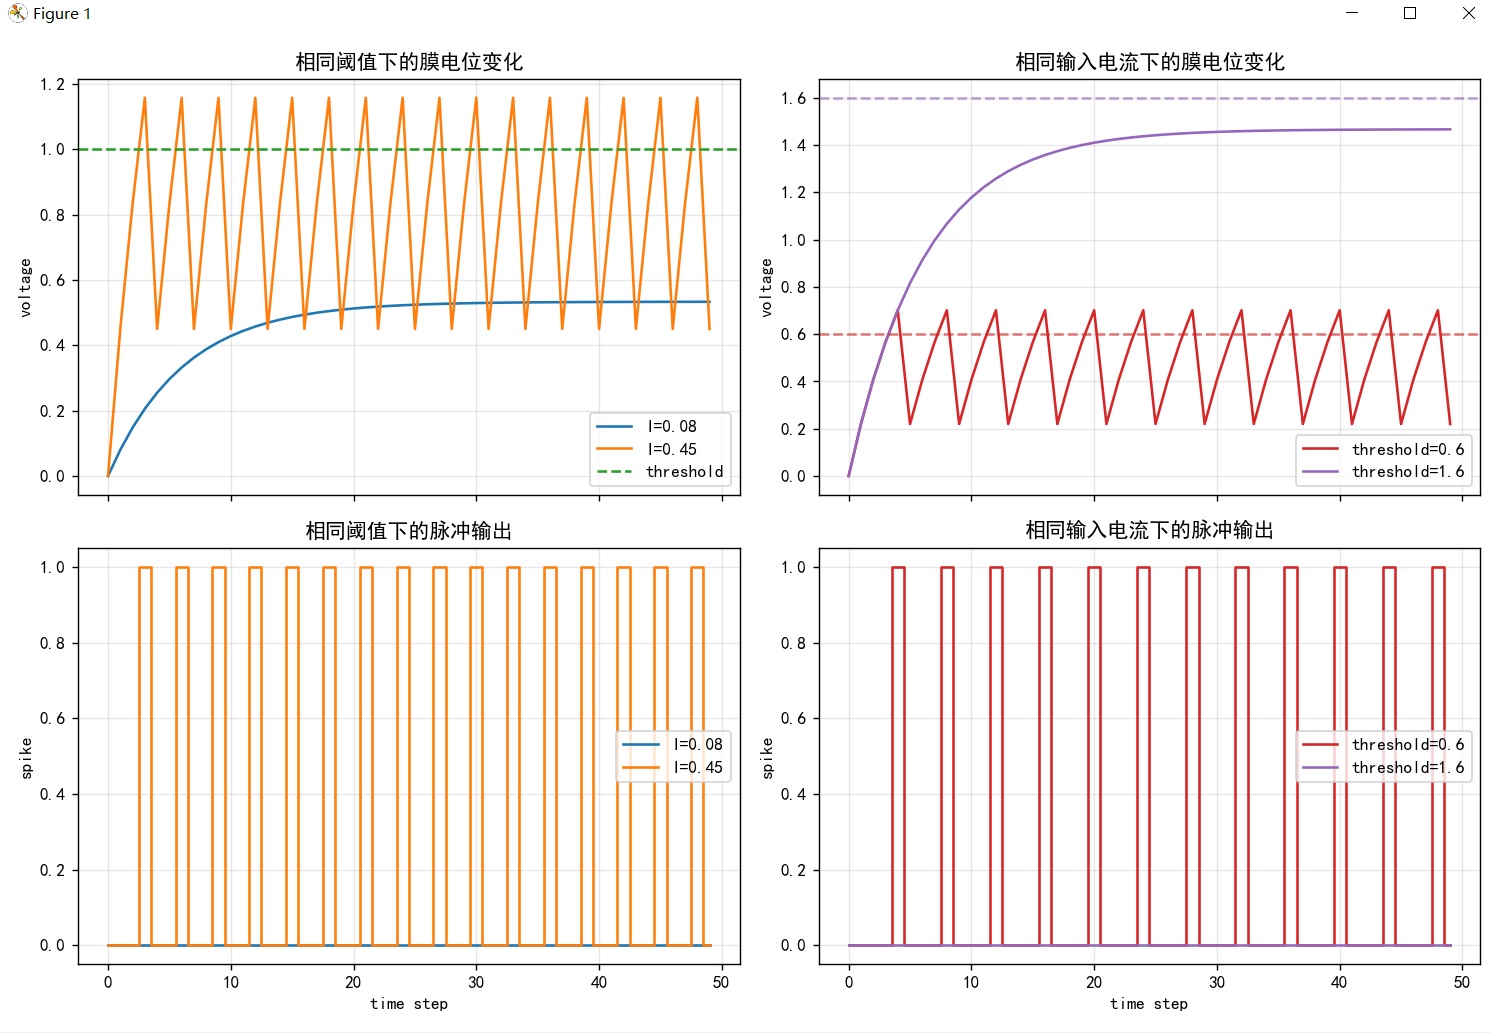 Figure 1
相同阈值下的膜电位变化
1.2
1.0
0.8
0.6
0.4
0.2
0.0
voltage
I=0.08
I=0.45
threshold
相同输入电流下的膜电位变化
1.6
1.4
1.2
1.0
0.8
0.6
0.4
0.2
0.0
voltage
threshold=0.6
threshold=1.6
相同阈值下的脉冲输出
1.0
0.8
0.6
0.4
0.2
0.0
spike
I=0.08
I=0.45
0 10 20 30 40 50
time step
相同输入电流下的脉冲输出
1.0
0.8
0.6
0.4
0.2
0.0
spike
threshold=0.6
threshold=1.6
0 10 20 30 40 50
time step